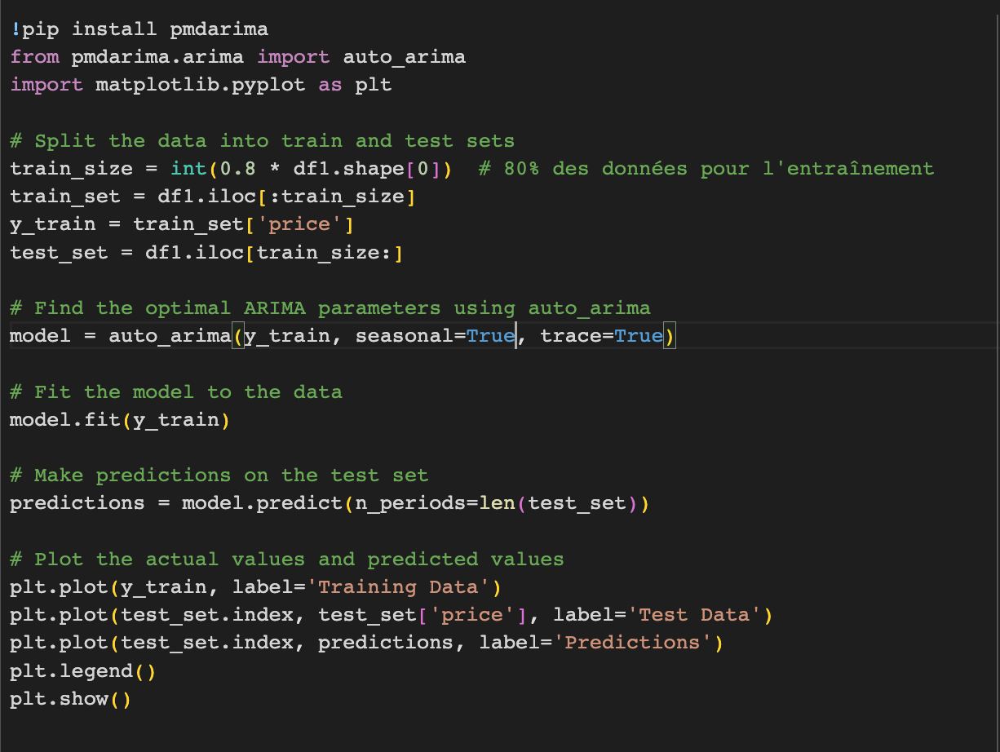 !pip install pmdarima
from pmdarima.arima import auto_arima
import matplotlib.pyplot as plt
# Split the data into train and test sets
train_size = int(0.8 * df1.shape[0])  # 80% des données pour l'entraînement
train_set = df1.iloc[:train_size]
y_train = train_set['price']
test_set = df1.iloc[train_size:]
# Find the optimal ARIMA parameters using auto_arima
model = auto_arima(y_train, seasonal=True, trace=True)
# Fit the model to the data
model.fit(y_train)
# Make predictions on the test set
predictions = model.predict(n_periods=len(test_set))
# Plot the actual values and predicted values
plt.plot(y_train, label='Training Data')
plt.plot(test_set.index, test_set['price'], label='Test Data')
plt.plot(test_set.index, predictions, label='Predictions')
plt.legend()
plt.show()